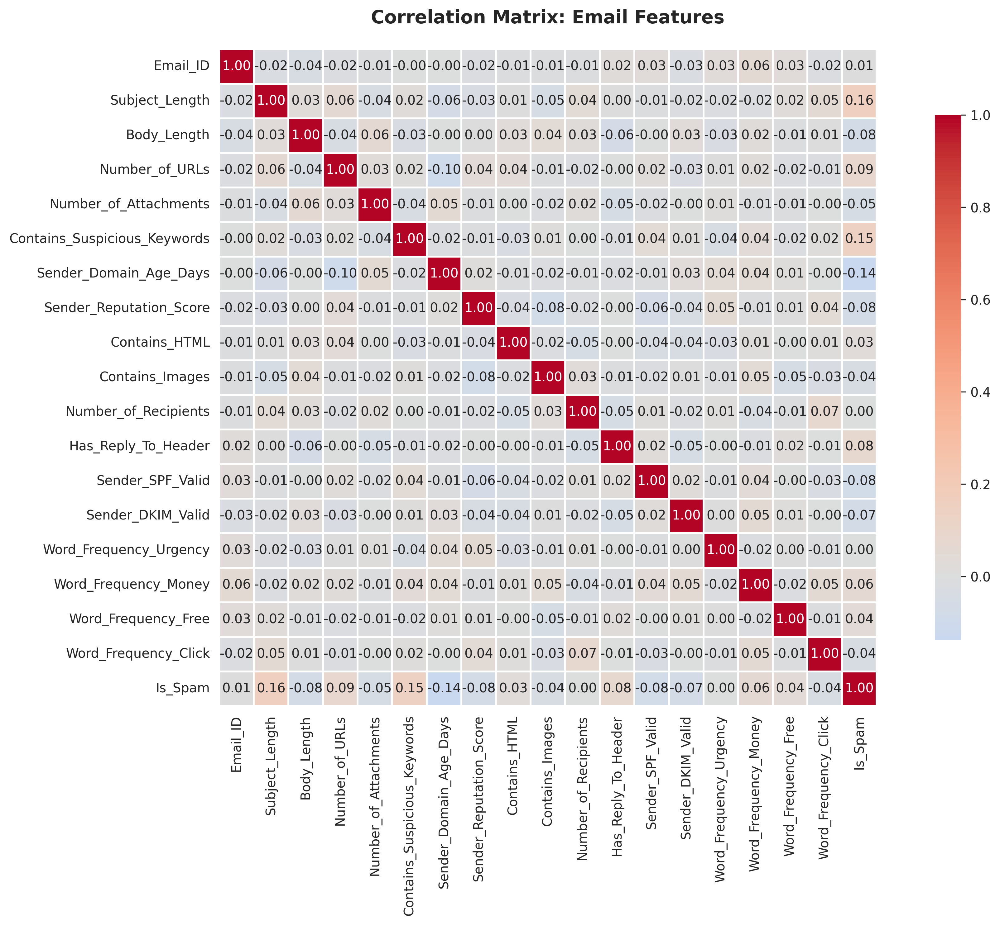 Correlation Matrix: Email Features
Email_ID 1.00 -0.02 -0.04 -0.02 -0.01 -0.00 -0.00 -0.02 -0.01 -0.01 -0.01 0.02 0.03 -0.03 0.03 0.06 0.03 -0.02 0.01
Subject_Length -0.02 1.00 0.03 0.06 -0.04 0.02 -0.06 -0.03 0.01 -0.05 0.04 0.00 -0.01 -0.02 -0.02 -0.02 0.02 0.05 0.16
Body_Length -0.04 0.03 1.00 -0.04 0.06 -0.03 -0.00 0.00 0.03 0.04 0.03 -0.06 -0.00 0.03 -0.03 0.02 -0.01 0.01 -0.08
Number_of_URLs -0.02 0.06 -0.04 1.00 0.03 0.02 -0.10 0.04 0.04 -0.01 -0.02 -0.00 0.02 -0.03 0.01 0.02 -0.02 -0.01 0.09
Number_of_Attachments -0.01 -0.04 0.06 0.03 1.00 -0.04 0.05 -0.01 0.00 -0.02 0.02 -0.05 -0.02 -0.00 0.01 -0.01 -0.01 -0.00 -0.05
Contains_Suspicious_Keywords -0.00 0.02 -0.03 0.02 -0.04 1.00 -0.02 -0.01 -0.03 0.01 0.00 -0.01 0.04 0.01 -0.04 0.04 -0.02 0.02 0.15
Sender_Domain_Age_Days -0.00 -0.06 -0.00 -0.10 0.05 -0.02 1.00 0.02 -0.01 -0.02 -0.01 -0.02 -0.01 0.03 0.04 0.04 0.01 -0.00 -0.14
Sender_Reputation_Score -0.02 -0.03 0.00 0.04 -0.01 -0.01 0.02 1.00 -0.04 -0.08 -0.02 -0.00 -0.06 -0.04 0.05 -0.01 0.01 0.04 -0.08
Contains_HTML -0.01 0.01 0.03 0.04 0.00 -0.03 -0.01 -0.04 1.00 -0.02 -0.05 -0.00 -0.04 -0.04 -0.03 0.01 -0.00 0.01 0.03
Contains_Images -0.01 -0.05 0.04 -0.01 -0.02 0.01 -0.02 -0.08 -0.02 1.00 0.03 -0.01 -0.02 0.01 -0.01 0.05 -0.05 -0.03 -0.04
Number_of_Recipients -0.01 0.04 0.03 -0.02 0.02 0.00 -0.01 -0.02 -0.05 0.03 1.00 -0.05 0.01 -0.02 0.01 -0.04 -0.01 0.07 0.00
Has_Reply_To_Header 0.02 0.00 -0.06 -0.00 -0.05 -0.01 -0.02 -0.00 -0.00 -0.01 -0.05 1.00 0.02 -0.05 -0.00 -0.01 0.02 -0.01 0.08
Sender_SPF_Valid 0.03 -0.01 -0.00 0.02 -0.02 0.04 -0.01 -0.06 -0.04 -0.02 0.01 0.02 1.00 0.02 -0.01 0.04 -0.00 -0.03 -0.08
Sender_DKIM_Valid -0.03 -0.02 0.03 -0.03 -0.00 0.01 0.03 -0.04 -0.04 0.01 -0.02 -0.05 0.02 1.00 0.00 0.05 0.01 -0.00 -0.07
Word_Frequency_Urgency 0.03 -0.02 -0.03 0.01 0.01 -0.04 0.04 0.05 -0.03 -0.01 0.01 -0.00 -0.01 0.00 1.00 -0.02 0.00 -0.01 0.00
Word_Frequency_Money 0.06 -0.02 0.02 0.02 -0.01 0.04 0.04 -0.01 0.01 0.05 -0.04 -0.01 0.04 0.05 -0.02 1.00 -0.02 0.05 0.06
Word_Frequency_Free 0.03 0.02 -0.01 -0.02 -0.01 -0.02 0.01 0.01 -0.00 -0.05 -0.01 0.02 -0.00 0.01 0.00 -0.02 1.00 -0.01 0.04
Word_Frequency_Click -0.02 0.05 0.01 -0.01 -0.00 0.02 -0.00 0.04 0.01 -0.03 0.07 -0.01 -0.03 -0.00 -0.01 0.05 -0.01 1.00 -0.04
Is_Spam 0.01 0.16 -0.08 0.09 -0.05 0.15 -0.14 -0.08 0.03 -0.04 0.00 0.08 -0.08 -0.07 0.00 0.06 0.04 -0.04 1.00
Email_ID
Subject_Length
Body_Length
Number_of_URLs
Number_of_Attachments
Contains_Suspicious_Keywords
Sender_Domain_Age_Days
Sender_Reputation_Score
Contains_HTML
Contains_Images
Number_of_Recipients
Has_Reply_To_Header
Sender_SPF_Valid
Sender_DKIM_Valid
Word_Frequency_Urgency
Word_Frequency_Money
Word_Frequency_Free
Word_Frequency_Click
Is_Spam
1.0
0.8
0.6
0.4
0.2
0.0